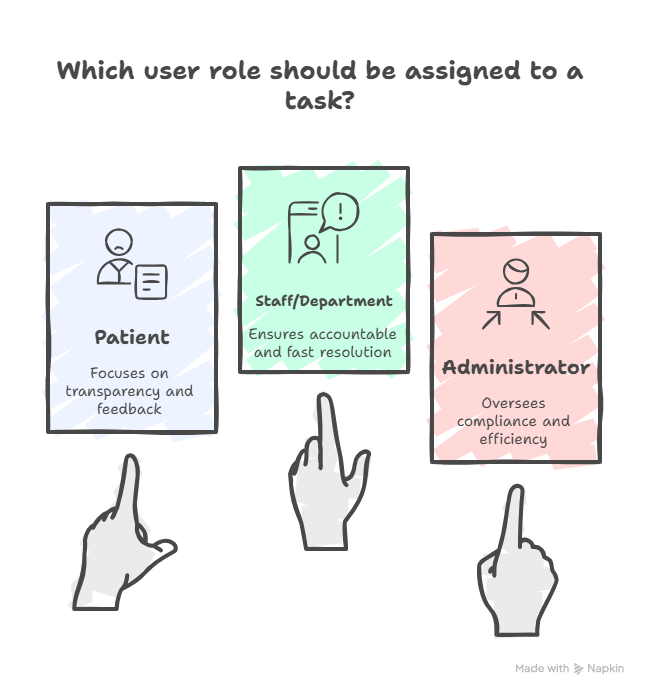 Which user role should be assigned to a
task?
Patient
Focuses on
transparency and
feedback
!
Staff/Department
Ensures accountable
and fast resolution
Administrator
Oversees
compliance and
efficiency
Made with Napkin